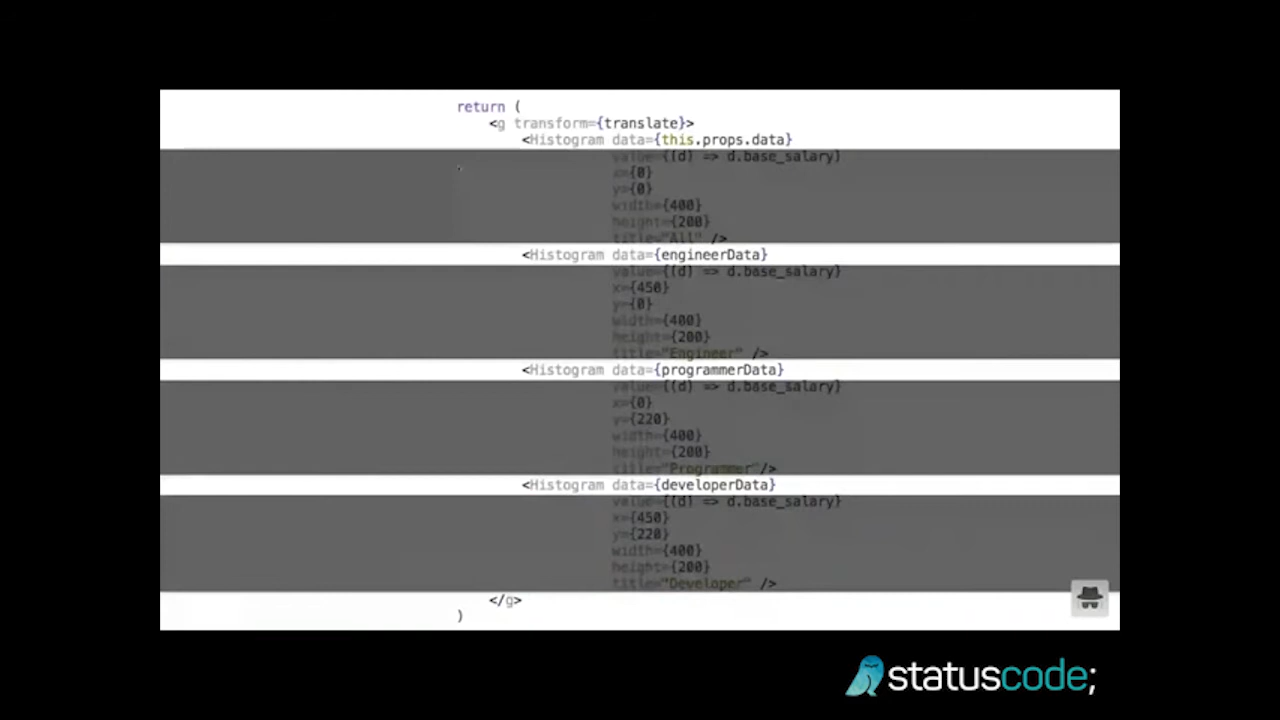 return (
<g transform={translate}>
<Histogram data={this.props.data}
value={(d) => d.base_salary}
x={0}
y={0}
width={400}
height={200}
title="All" />
<Histogram data={engineerData}
value={(d) => d.base_salary}
x={450}
y={0}
width={400}
height={200}
title="Engineer" />
<Histogram data={programmerData}
value={(d) => d.base_salary}
x={0}
y={220}
width={400}
height={200}
title="Programmer"/>
<Histogram data={developerData}
value={(d) => d.base_salary}
x={450}
y={220}
width={400}
height={200}
title="Developer" />
</g>
)
statuscode;